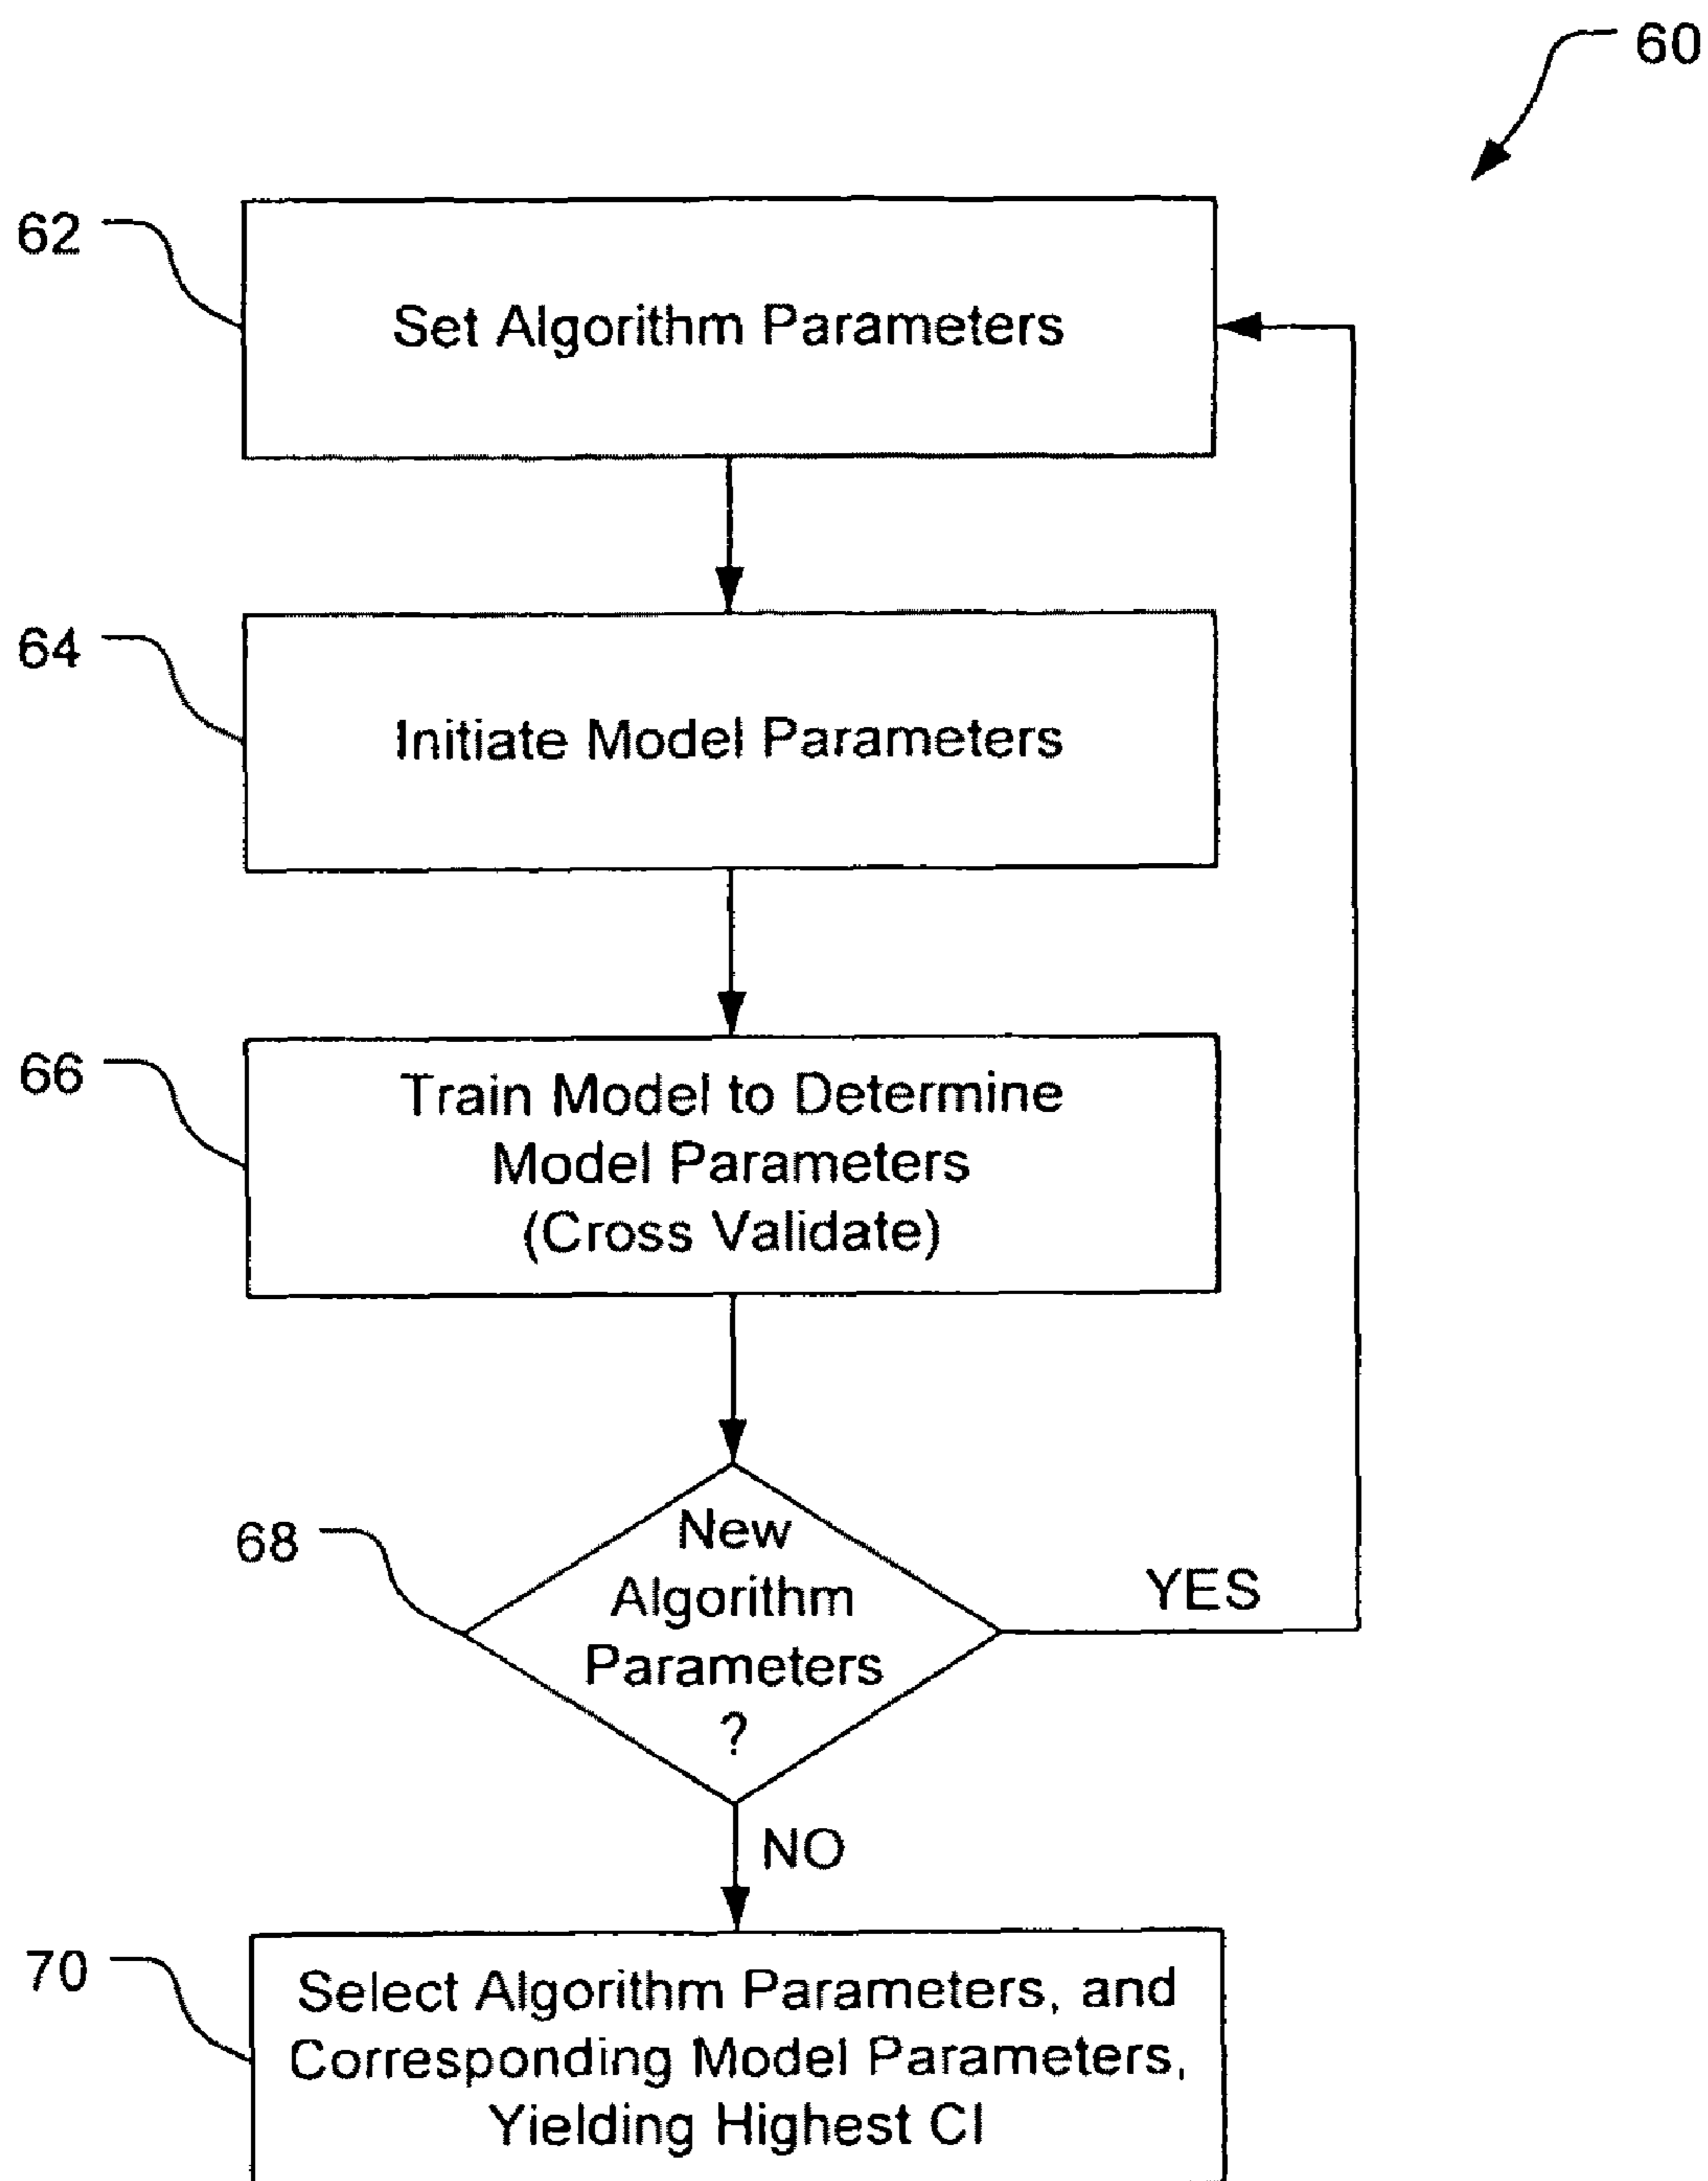 60
62
Set Algorithm Parameters
64
Initiate Model Parameters
66
Train Model to Determine
Model Parameters
(Cross Validate)
68
New
Algorithm
Parameters
?
YES
NO
70
Select Algorithm Parameters, and
Corresponding Model Parameters,
Yielding Highest CI